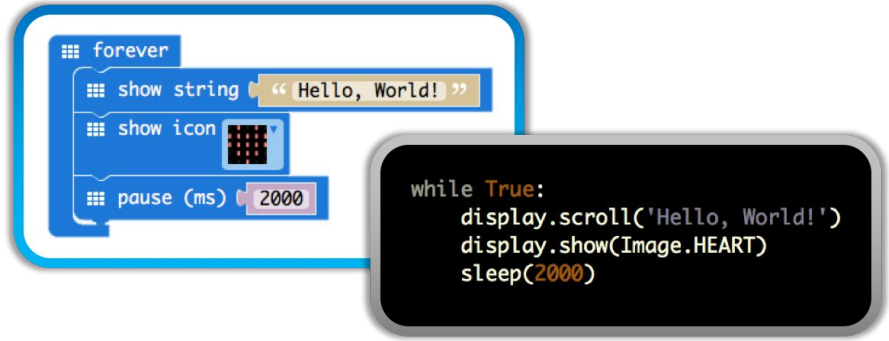 forever
show string “ Hello, World! ”
show icon
pause (ms) 2000
while True:
    display.scroll('Hello, World!')
    display.show(Image.HEART)
    sleep(2000)